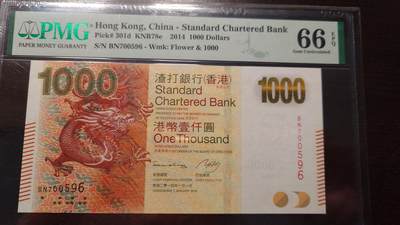 PMG
PAPER MONEY GUARANTY
Hong Kong, China - Standard Chartered Bank
Pick# 301d KNB78e 2014 1000 Dollars
S/N BN700596 - Wmk: Flower & 1000
66 EPQ
Gem Uncirculated
1000
渣打銀行(香港)
Standard
Chartered Bank
港幣壹仟圓
One Thousand
1000
BN700596
BN700596